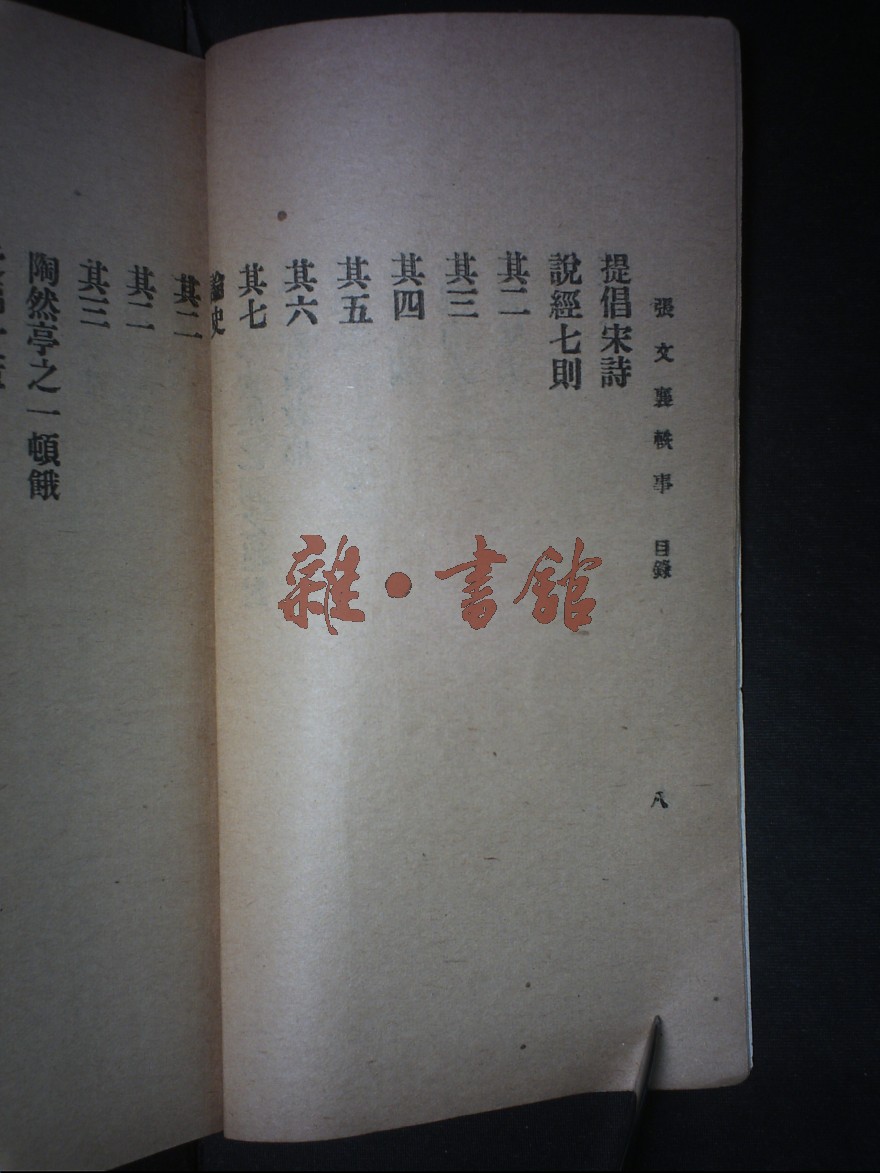 張文襄軼事 目錄 八
提倡宋詩
說經七則
其二
其三
其四
其五
其六
其七
論史
其二
其二
其三
陶然亭之一頓餓
雜·書館